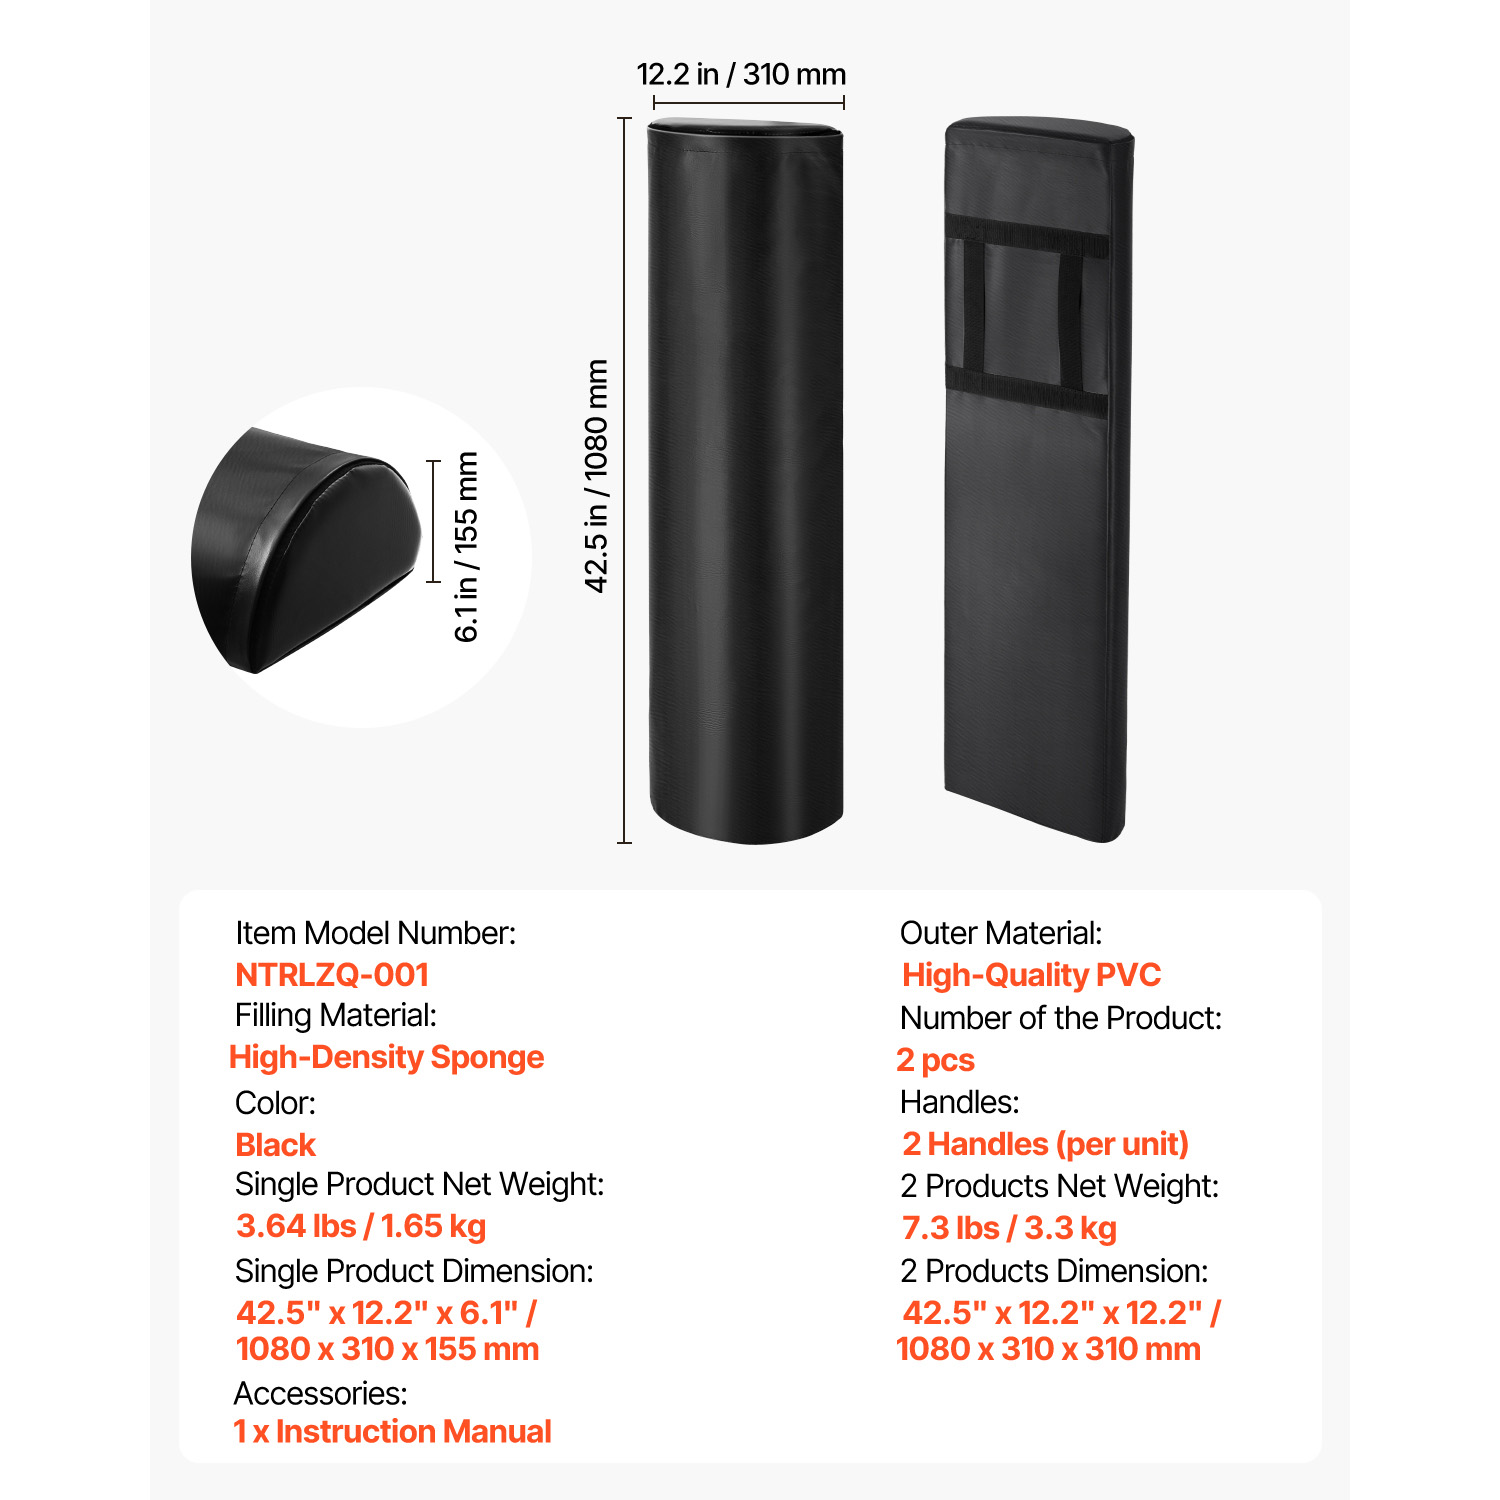 12.2 in / 310 mm
42.5 in / 1080 mm
6.1 in / 155 mm
Item Model Number:
NTRLZQ-001
Filling Material:
High-Density Sponge
Color:
Black
Single Product Net Weight:
3.64 lbs / 1.65 kg
Single Product Dimension:
42.5" x 12.2" x 6.1" /
1080 x 310 x 155 mm
Accessories:
1 x Instruction Manual
Outer Material:
High-Quality PVC
Number of the Product:
2 pcs
Handles:
2 Handles (per unit)
2 Products Net Weight:
7.3 lbs / 3.3 kg
2 Products Dimension:
42.5" x 12.2" x 12.2" /
1080 x 310 x 310 mm